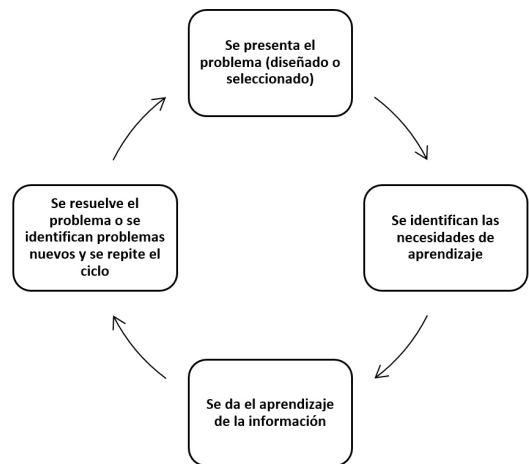 Se presenta el
problema (diseñado o
seleccionado)
Se identifican las
necesidades de
aprendizaje
Se da el aprendizaje
de la información
Se resuelve el
problema o se
identifican problemas
nuevos y se repite el
ciclo